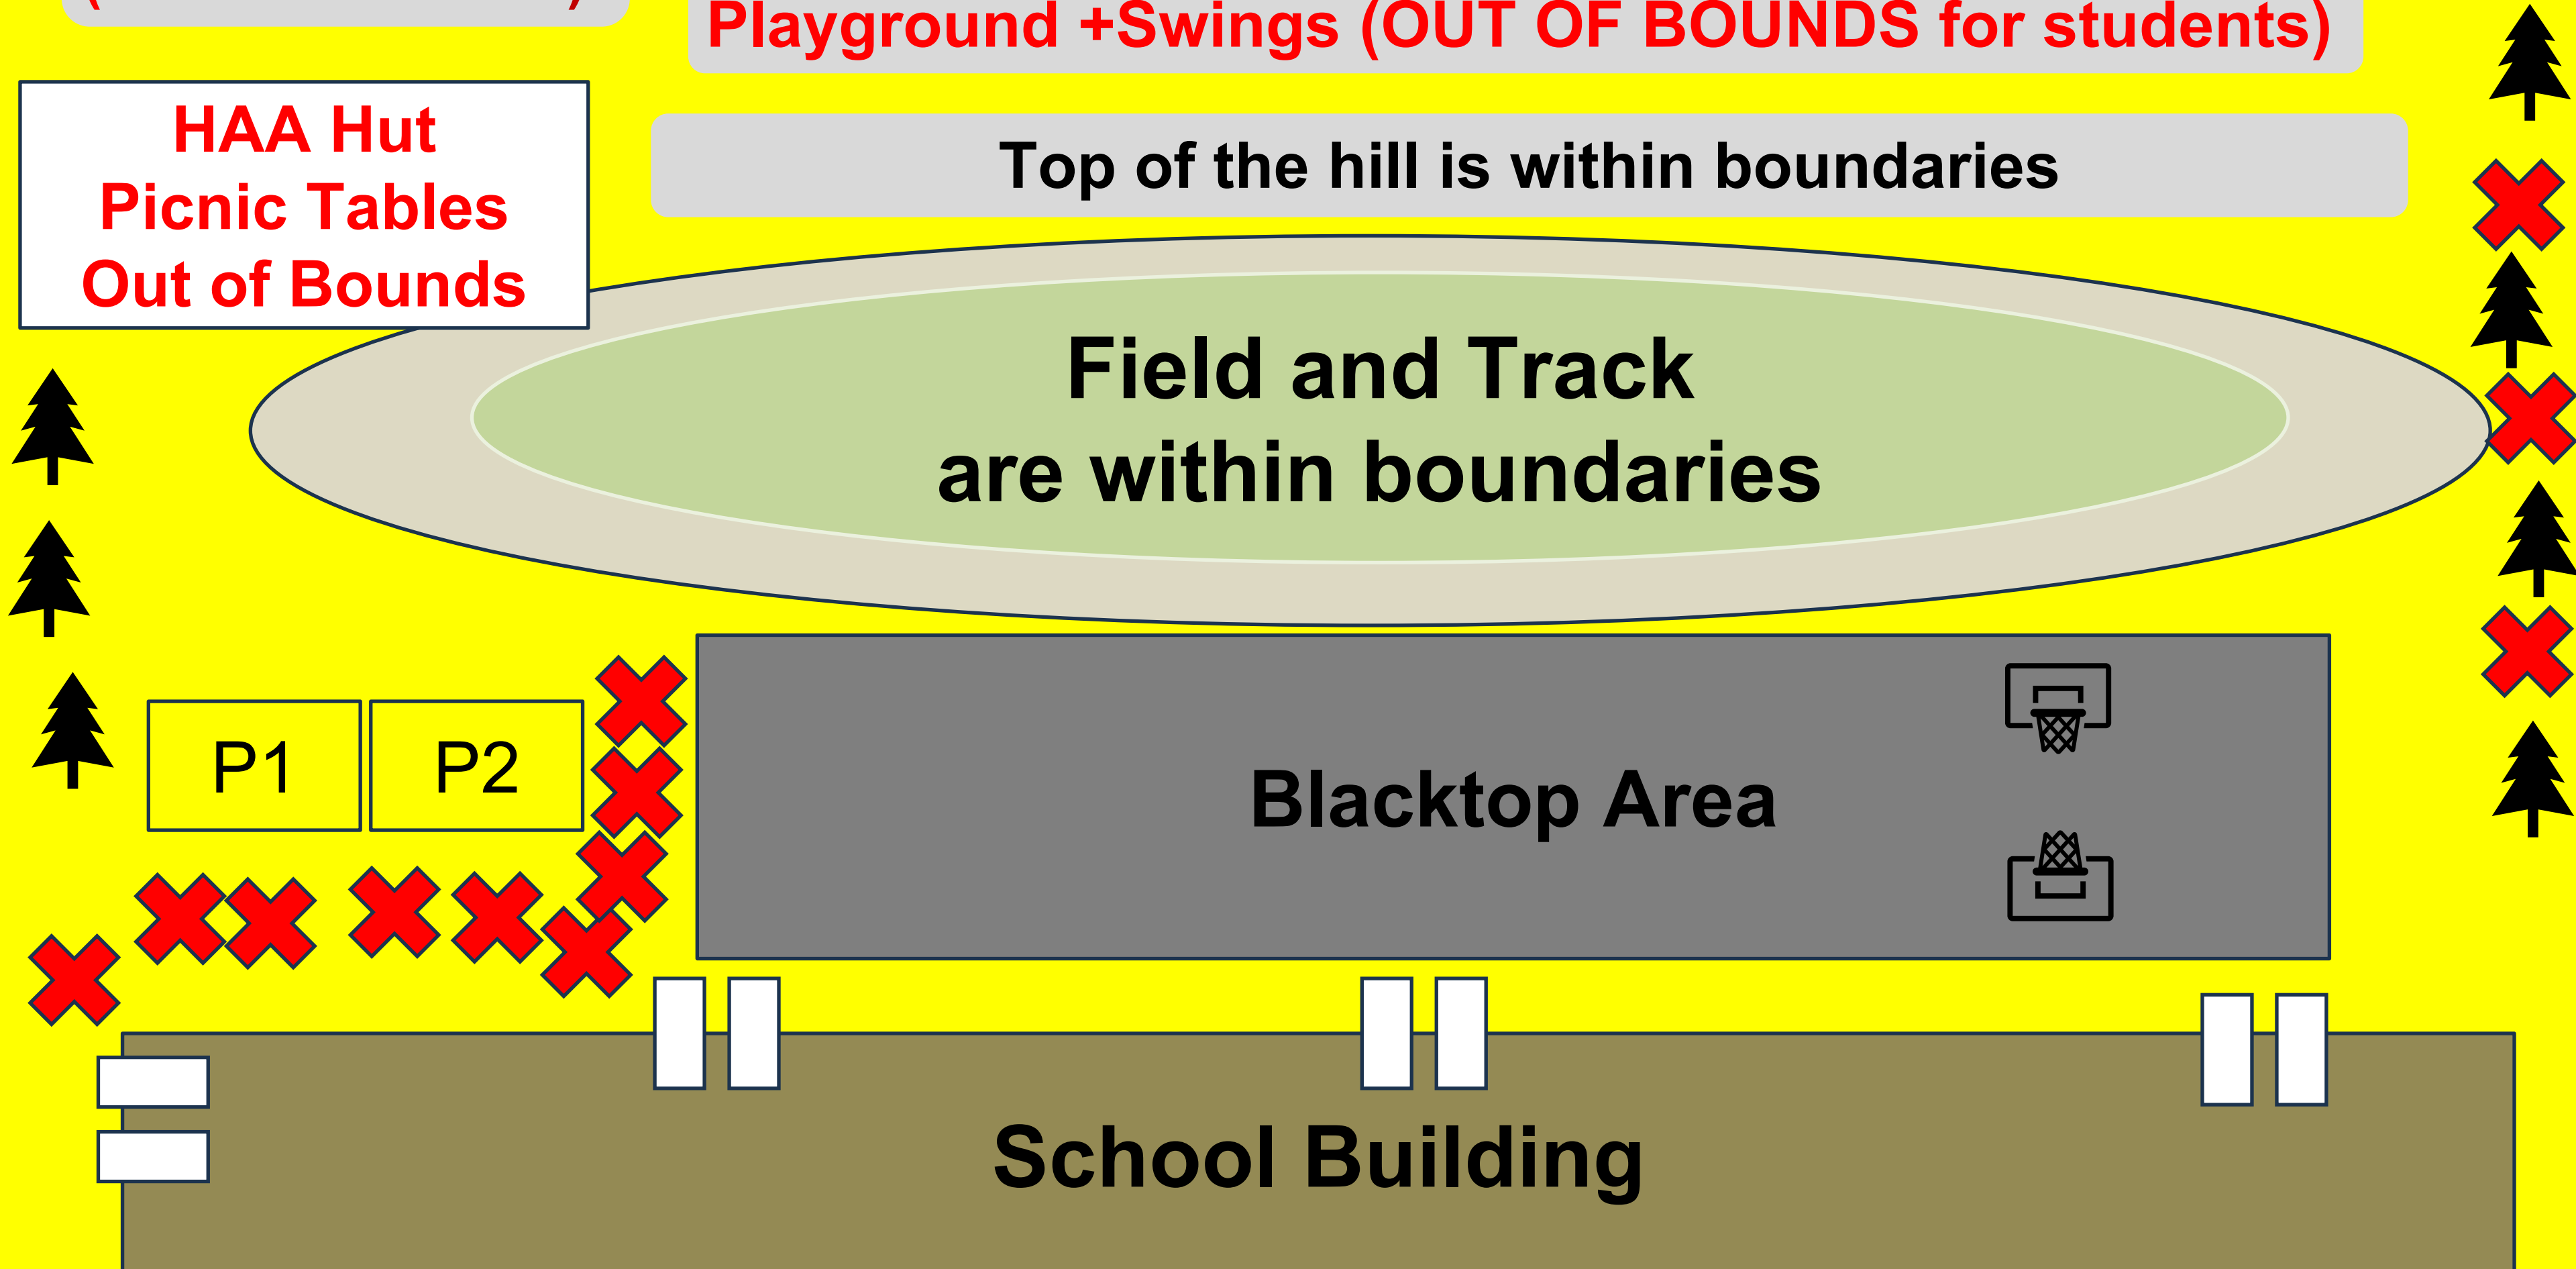 Playground +Swings (OUT OF BOUNDS for students)
HAA Hut
Picnic Tables
Out of Bounds
Top of the hill is within boundaries
Field and Track
are within boundaries
P1
P2
Blacktop Area
School Building